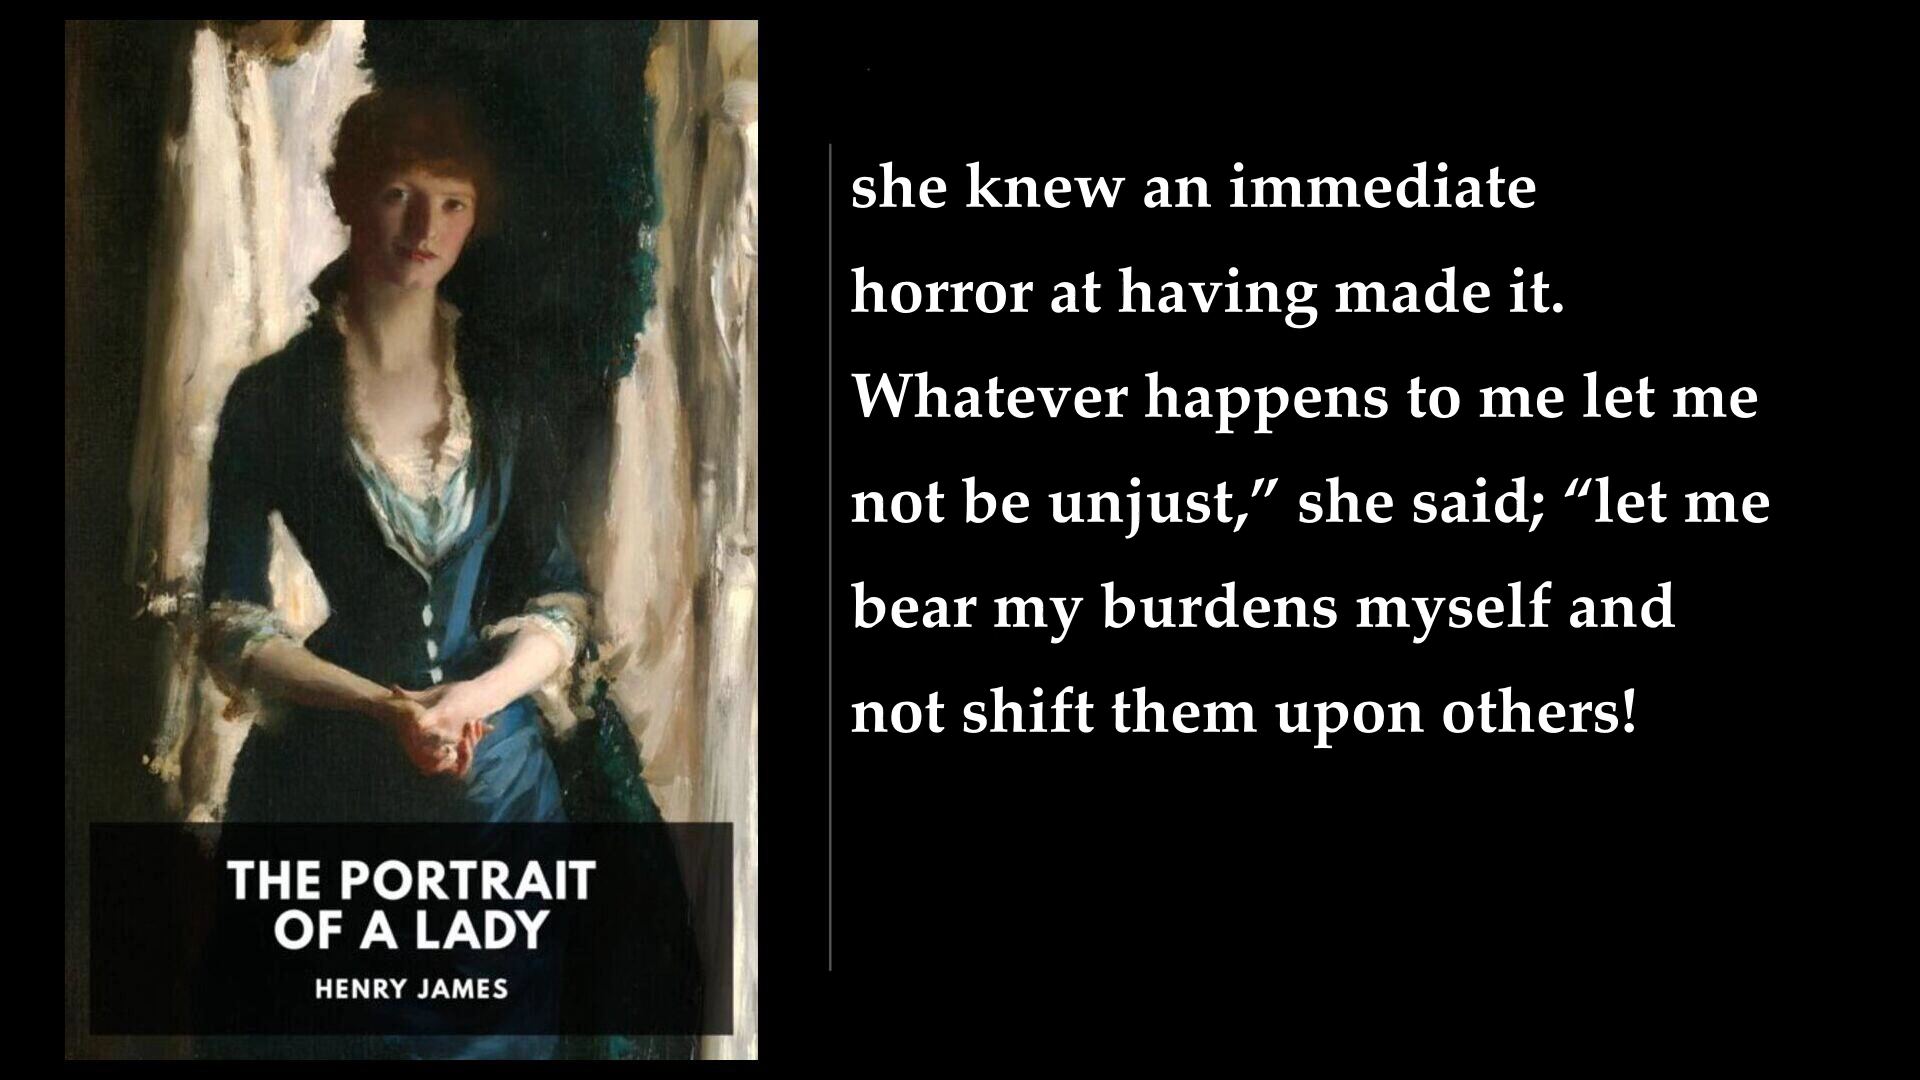 THE PORTRAIT
OF A LADY
HENRY JAMES
she knew an immediate
horror at having made it.
Whatever happens to me let me
not be unjust,” she said; “let me
bear my burdens myself and
not shift them upon others!